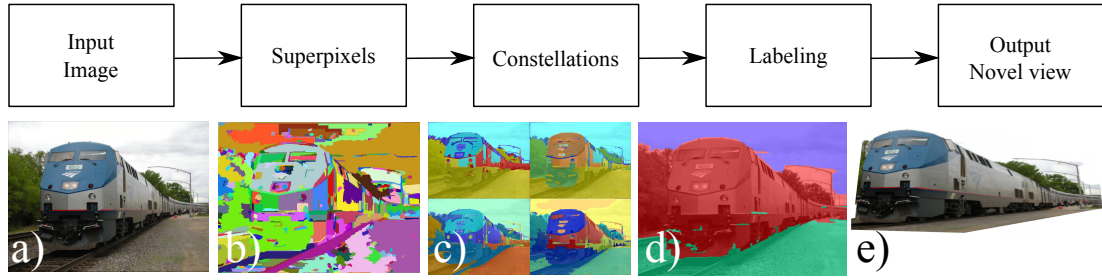 Input
Image
Superpixels
Constellations
Labeling
Output
Novel view
a)
b)
c)
d)
e)